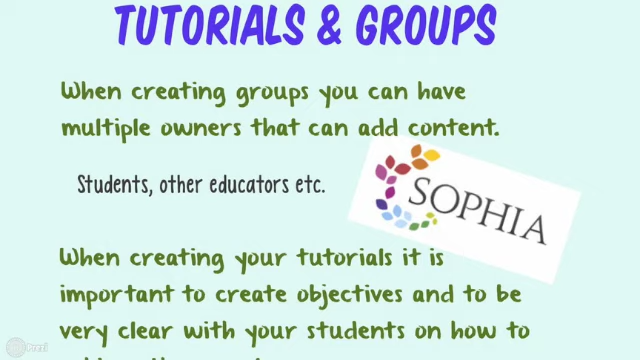 TUTORIALS & GROUPS
When creating groups you can have
multiple owners that can add content.
Students, other educators etc.
SOPHIA
When creating your tutorials it is
important to create objectives and to be
very clear with your students on how to
Prezi